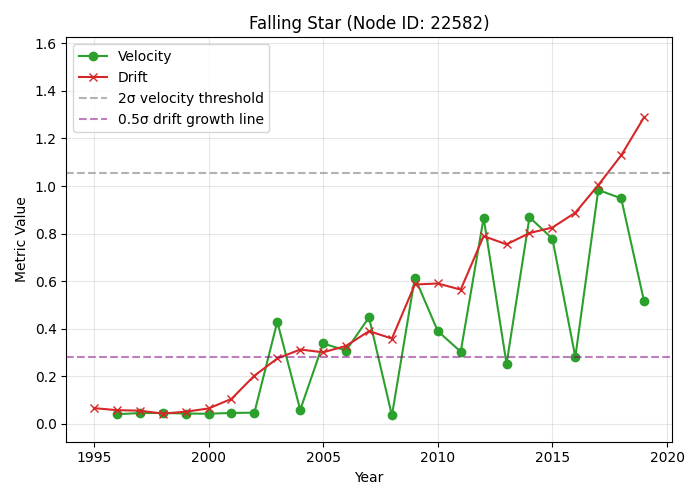 Falling Star (Node ID: 22582)
Velocity
Drift
2σ velocity threshold
0.5σ drift growth line
Metric Value
1.6
1.4
1.2
1.0
0.8
0.6
0.4
0.2
0.0
1995
2000
2005
2010
2015
2020
Year